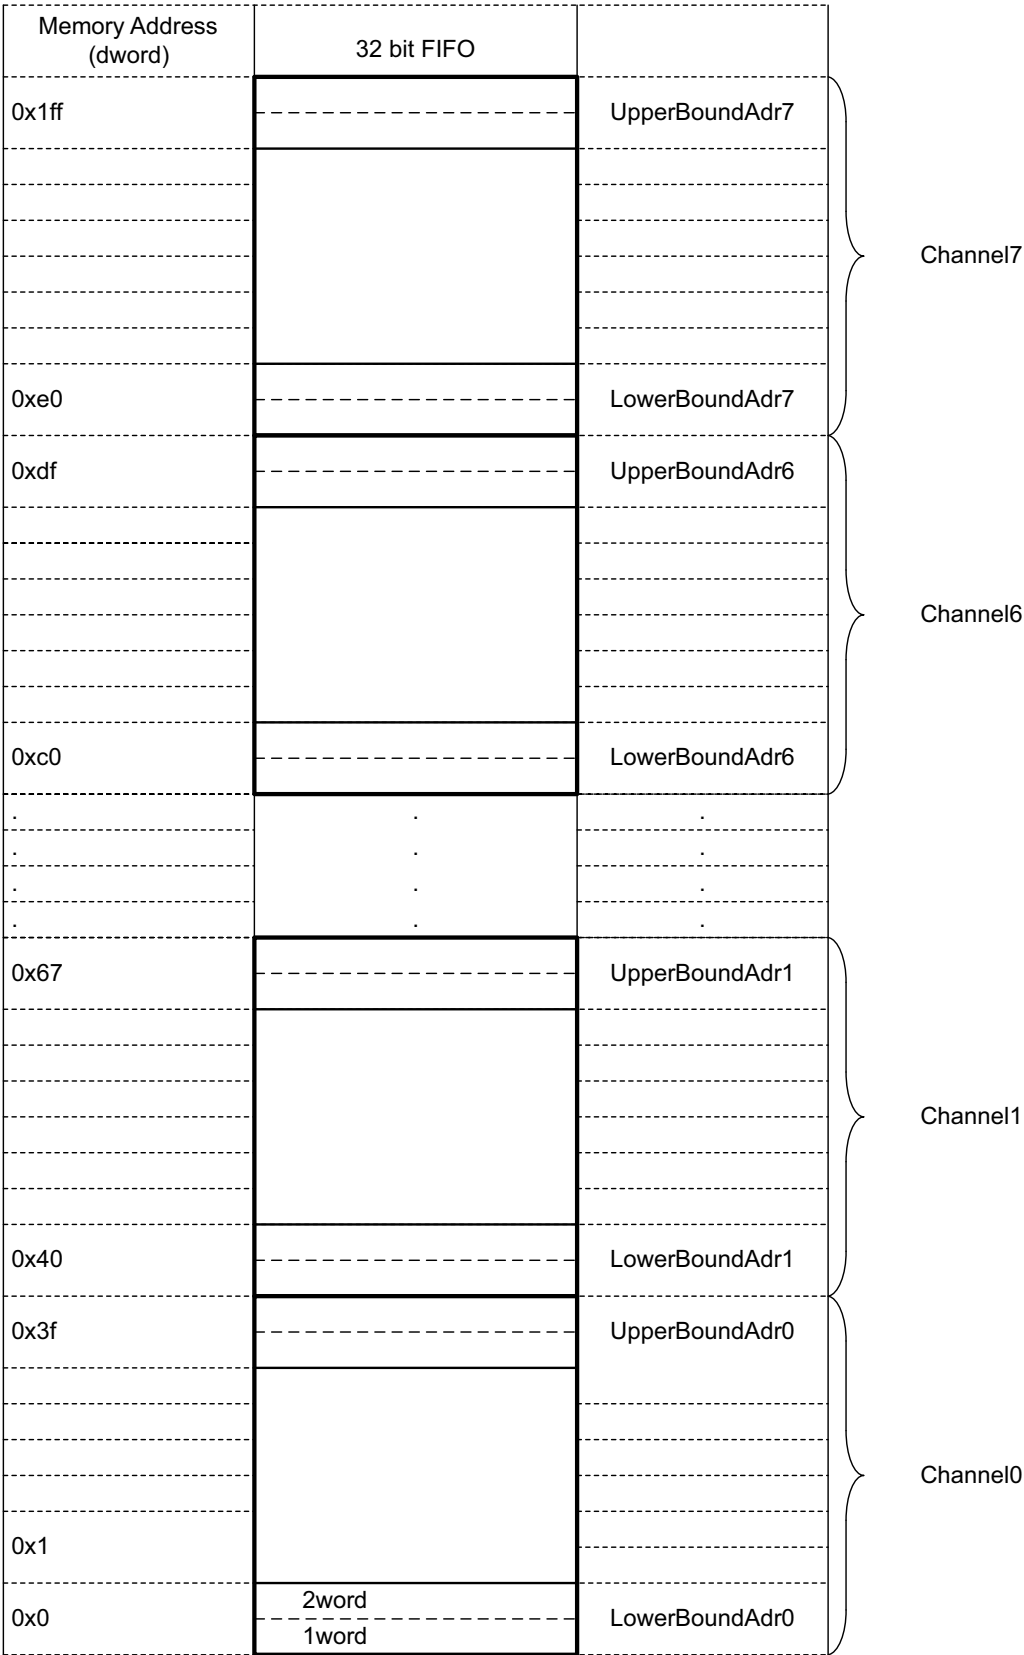 Memory Address
(dword)
32 bit FIFO
0x1ff
UpperBoundAdr7
Channel7
0xe0
LowerBoundAdr7
0xdf
UpperBoundAdr6
Channel6
0xc0
LowerBoundAdr6
. . .
. . .
. . .
. . .
0x67
UpperBoundAdr1
Channel1
0x40
LowerBoundAdr1
0x3f
UpperBoundAdr0
Channel0
0x1
2word
0x0
LowerBoundAdr0
1word